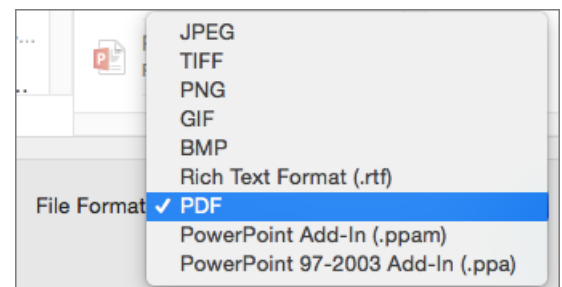 JPEG
TIFF
PNG
GIF
BMP
Rich Text Format (.rtf)
File Format ✓ PDF
PowerPoint Add-In (.ppam)
PowerPoint 97-2003 Add-In (.ppa)